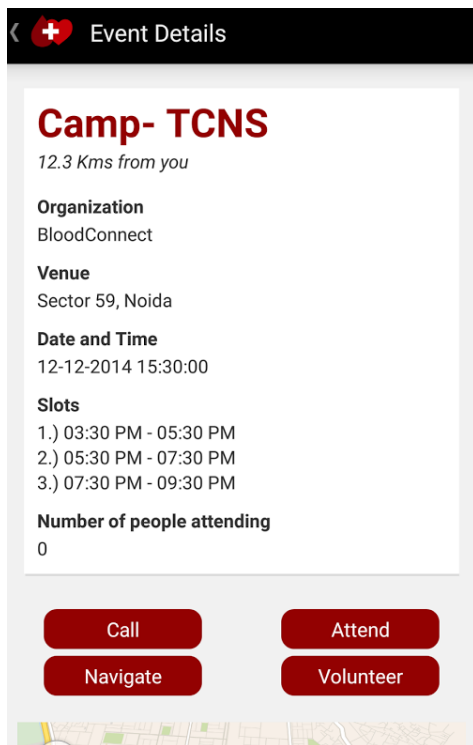 Event Details
Camp- TCNS
12.3 Kms from you
Organization
BloodConnect
Venue
Sector 59, Noida
Date and Time
12-12-2014 15:30:00
Slots
1.) 03:30 PM - 05:30 PM
2.) 05:30 PM - 07:30 PM
3.) 07:30 PM - 09:30 PM
Number of people attending
0
Call
Attend
Navigate
Volunteer